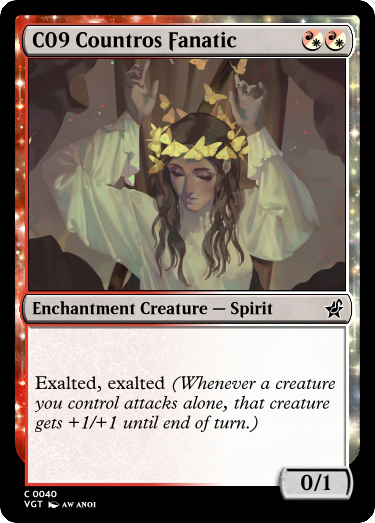 C09 Countros Fanatic
Enchantment Creature — Spirit
Exalted, exalted (Whenever a creature
you control attacks alone, that creature
gets +1/+1 until end of turn.)
0/1
C 0040
VGT AW ANOI